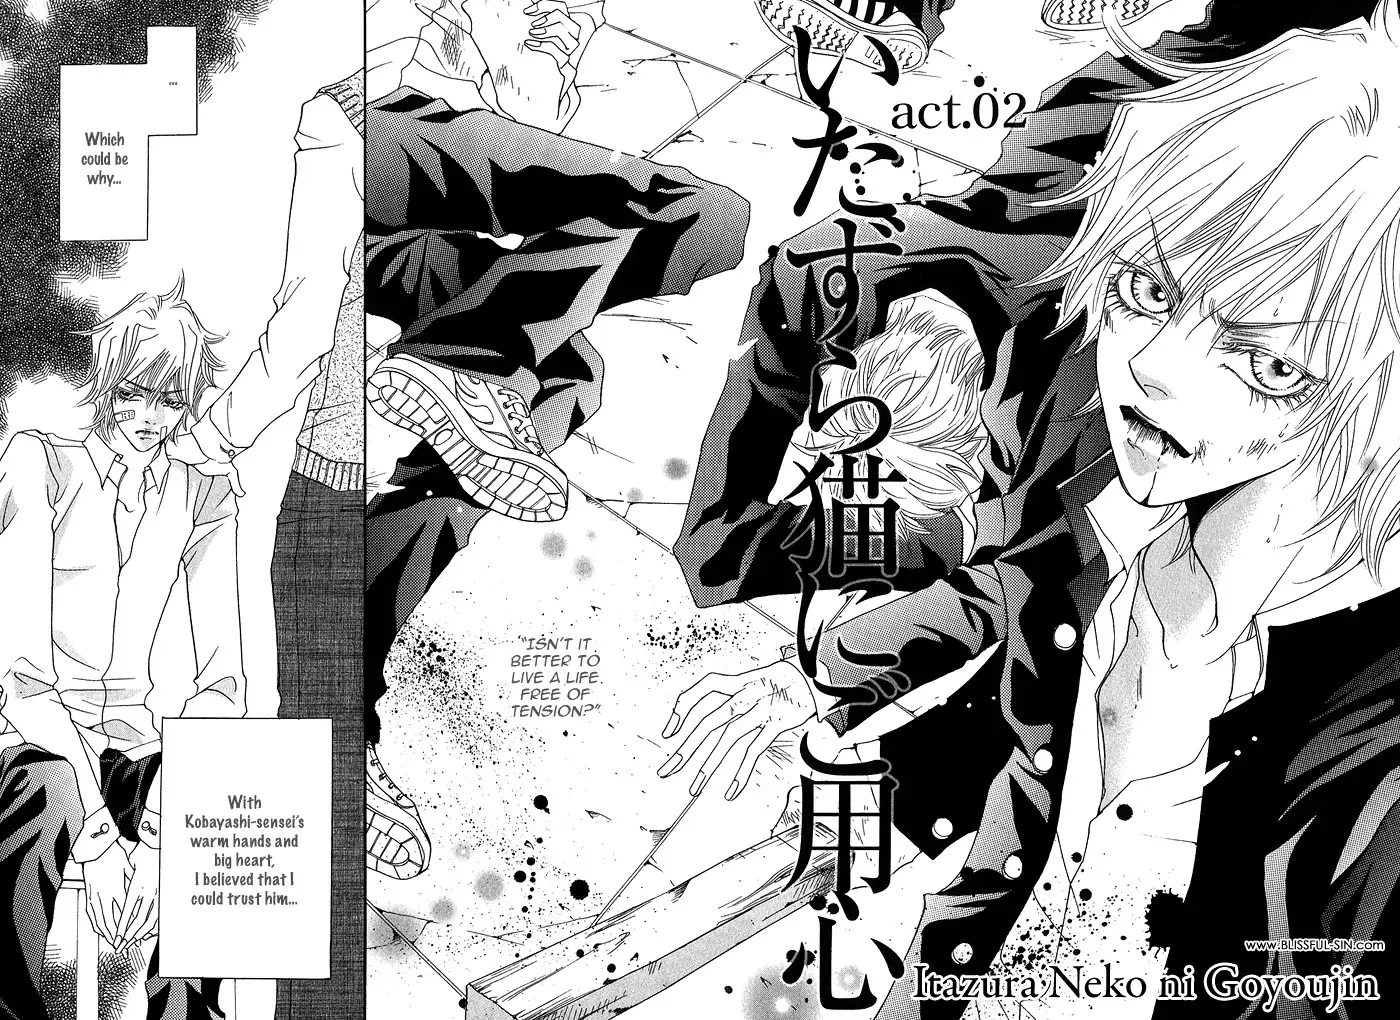 act.02
いたずら猫にご用心
Itazura Neko ni Goyoujin
www.BLISSFUL-SIN.com
"ISN'T IT
BETTER TO
LIVE A LIFE
FREE OF
TENSION?"
...
Which
could be
why...
With
Kobayashi-sensei's
warm hands and
big heart,
I believed that I
could trust him...